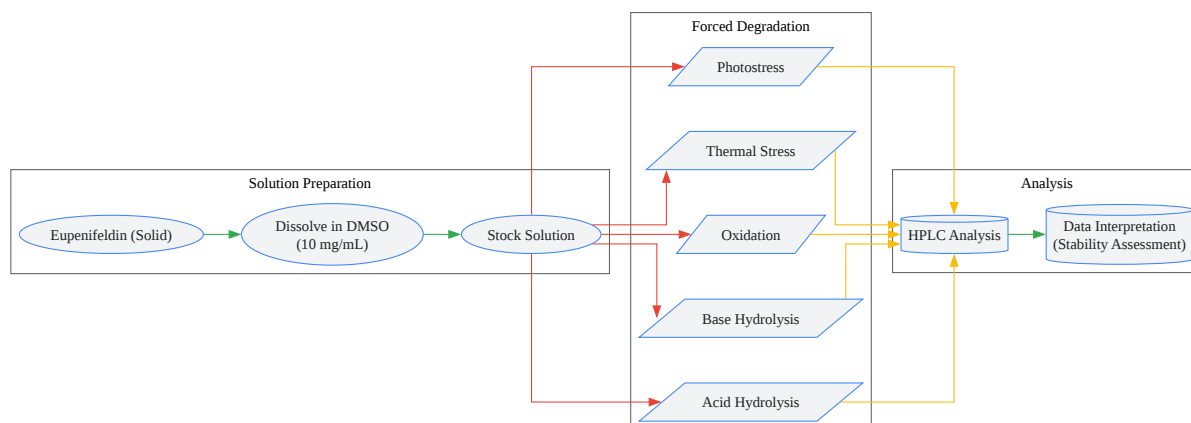 Solution Preparation
Eupenifeldin (Solid)
Dissolve in DMSO
(10 mg/mL)
Stock Solution
Forced Degradation
Photostress
Thermal Stress
Oxidation
Base Hydrolysis
Acid Hydrolysis
Analysis
HPLC Analysis
Data Interpretation
(Stability Assessment)